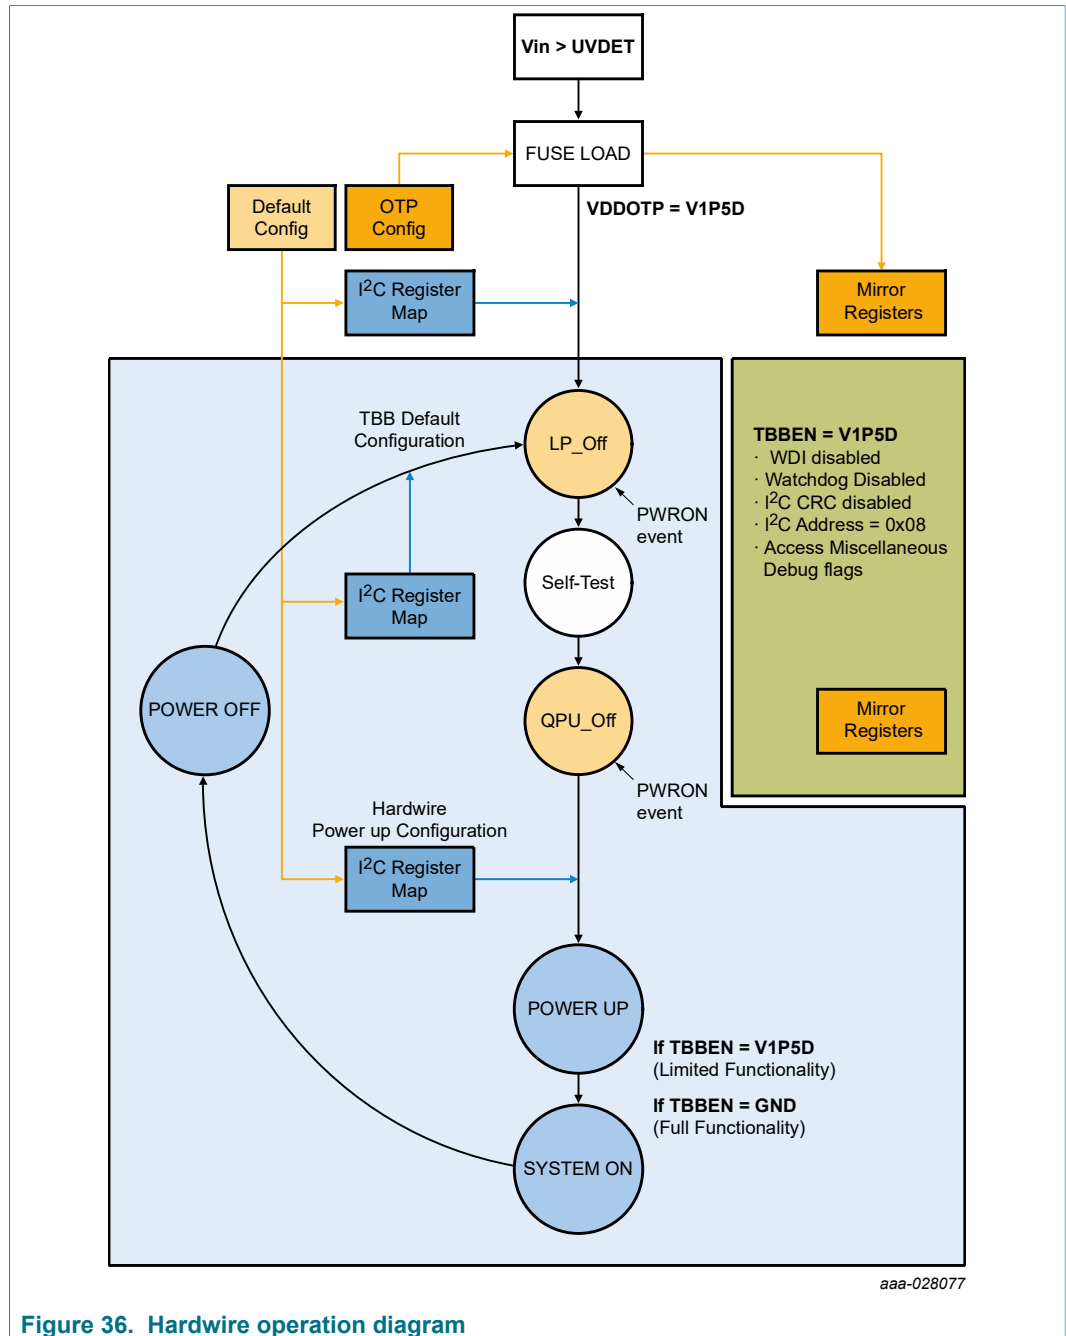 Vin > UVDET
FUSE LOAD
VDDOTP = V1P5D
Default
Config
OTP
Config
I2C Register
Map
Mirror
Registers
TBB Default
Configuration
LP_Off
PWRON
event
TBBEN = V1P5D
· WDI disabled
· Watchdog Disabled
· I2C CRC disabled
· I2C Address = 0x08
· Access Miscellaneous
Debug flags
Self-Test
I2C Register
Map
POWER OFF
QPU_Off
Mirror
Registers
PWRON
event
Hardwire
Power up Configuration
I2C Register
Map
POWER UP
If TBBEN = V1P5D
(Limited Functionality)
If TBBEN = GND
(Full Functionality)
SYSTEM ON
aaa-028077
Figure 36. Hardwire operation diagram